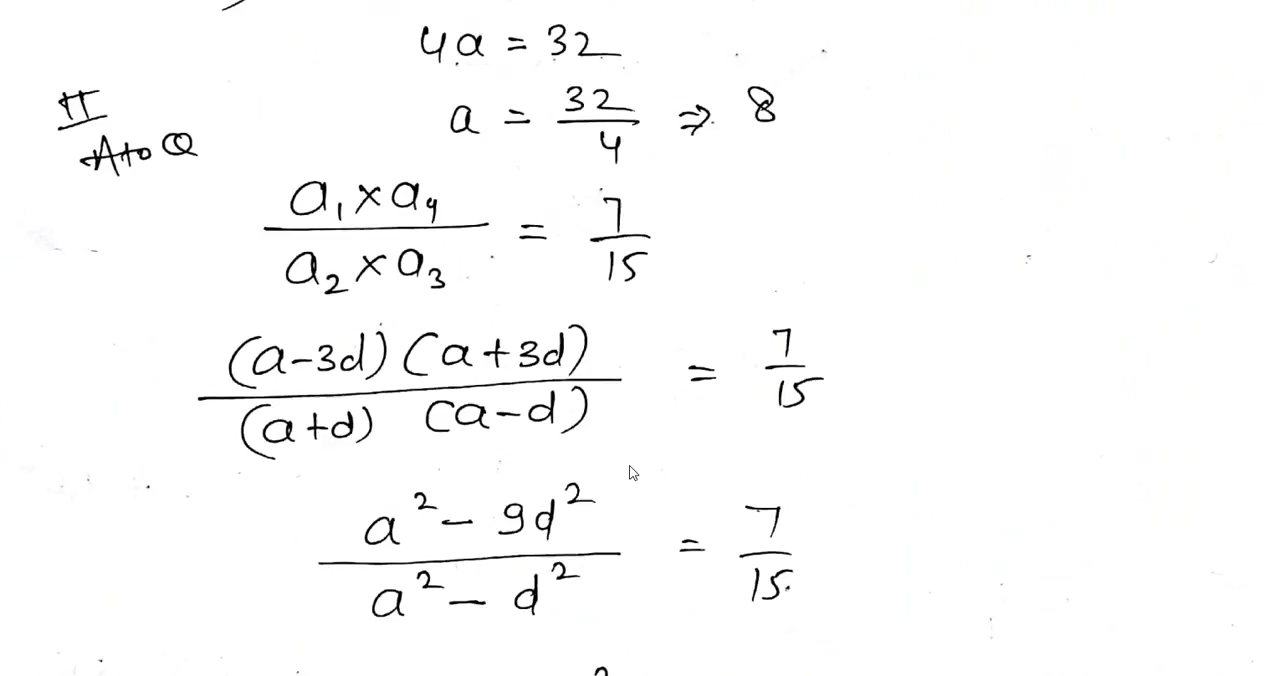 4a = 32
II
a = 32/4 ⇒ 8
A to Q
a₁ × a₄ / a₂ × a₃ = 7/15
(a-3d) (a+3d) / (a+d) (a-d) = 7/15
a² - 9d² / a² - d² = 7/15